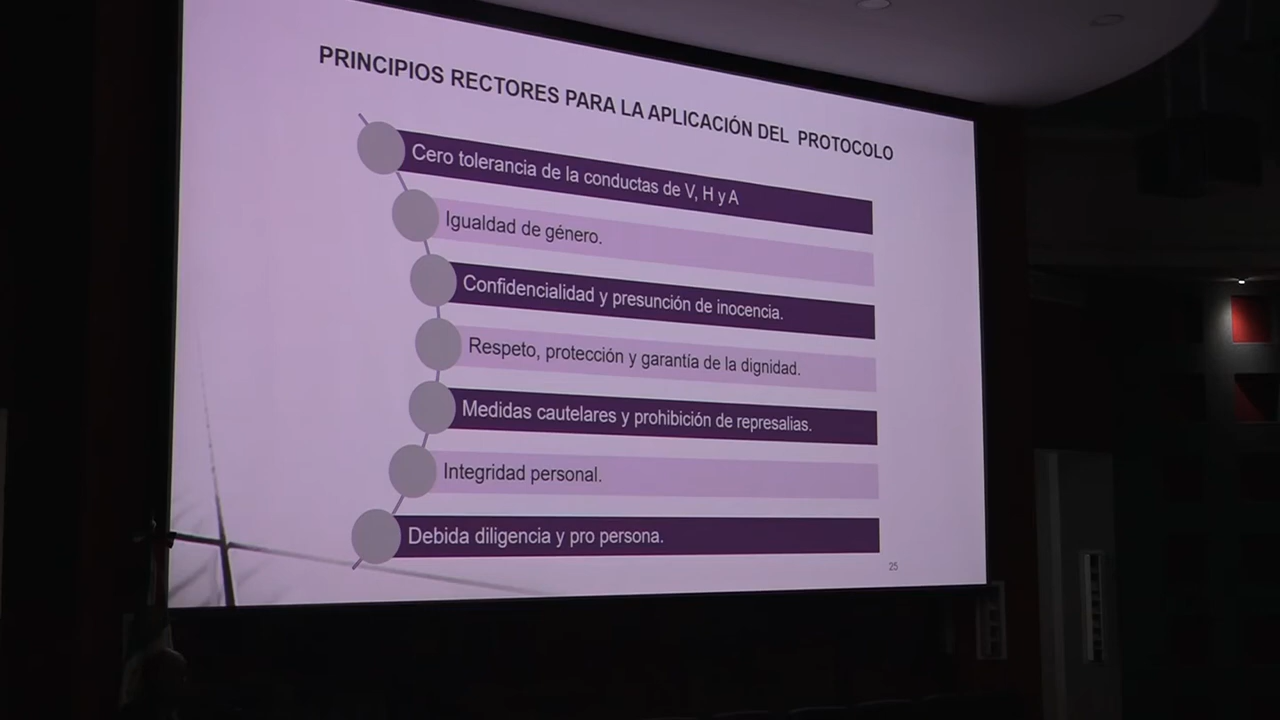 PRINCIPIOS RECTORES PARA LA APLICACIÓN DEL PROTOCOLO
Cero tolerancia de la conductas de V, H y A
Igualdad de género.
Confidencialidad y presunción de inocencia.
Respeto, protección y garantía de la dignidad.
Medidas cautelares y prohibición de represalias.
Integridad personal.
Debida diligencia y pro persona.
25